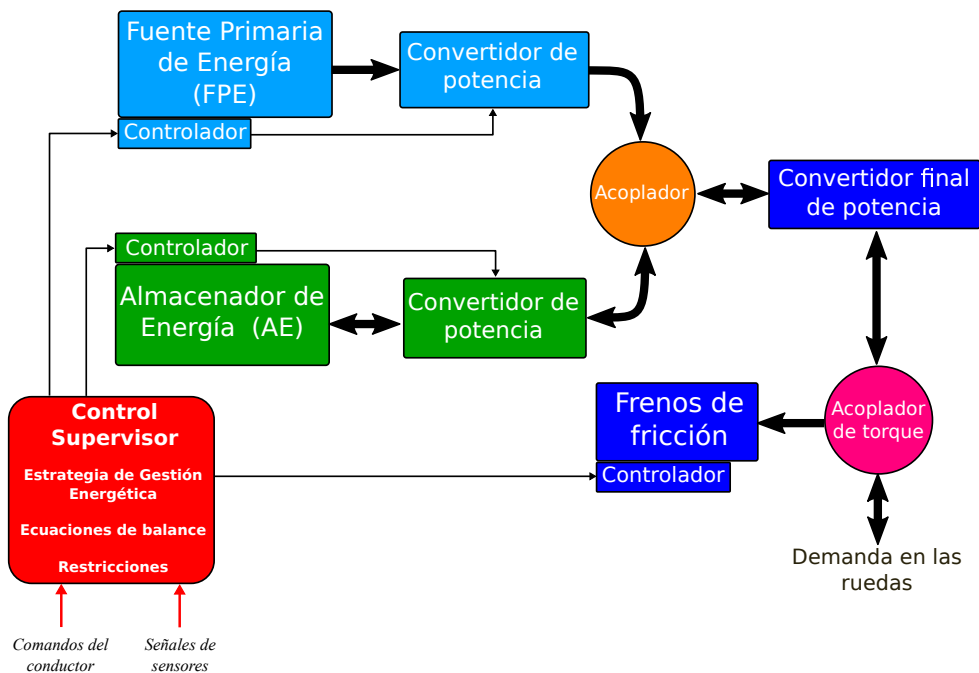 Fuente Primaria
de Energía
(FPE)
Controlador
Convertidor de
potencia
Acoplador
Convertidor final
de potencia
Controlador
Almacenador de
Energía (AE)
Convertidor de
potencia
Control
Supervisor
Estrategia de Gestión
Energética
Ecuaciones de balance
Restricciones
Frenos de
fricción
Controlador
Acoplador
de torque
Demanda en las
ruedas
Comandos del
conductor
Señales de
sensores